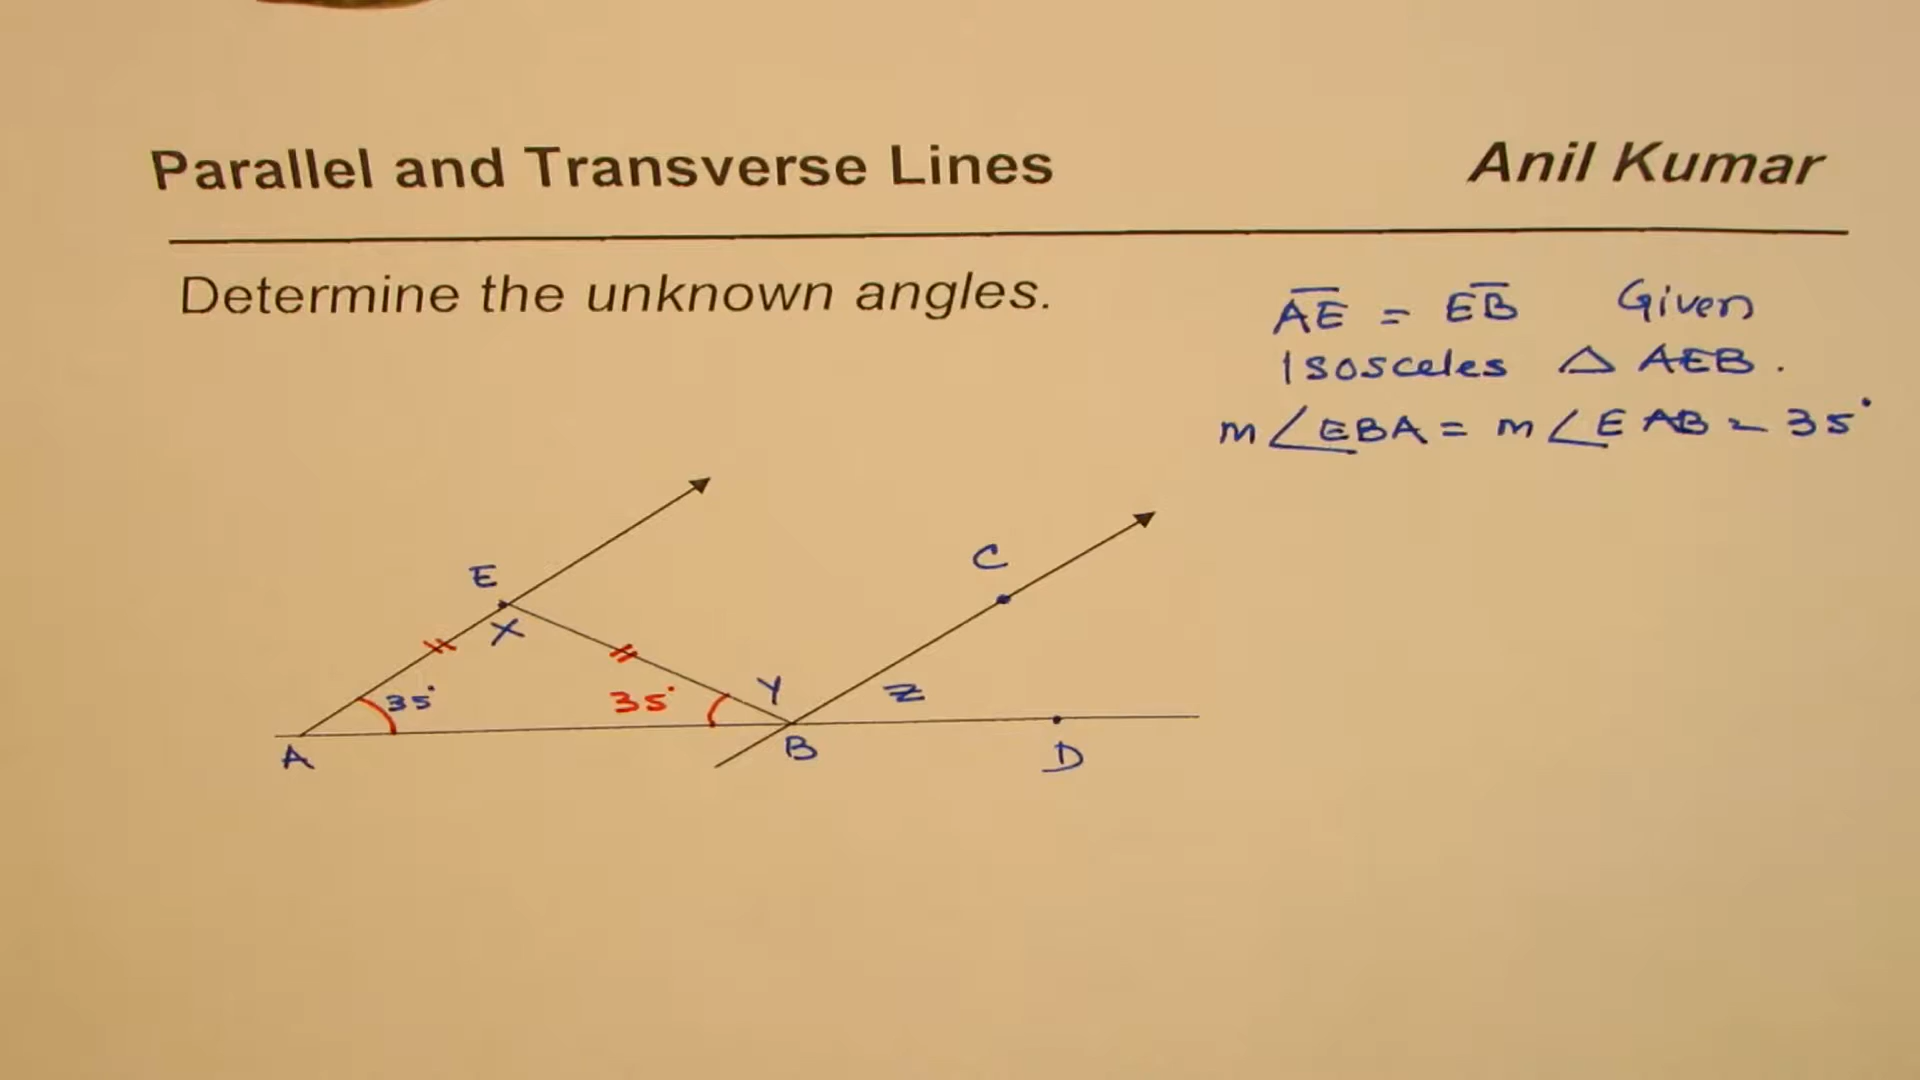 Parallel and Transverse Lines Anil Kumar
Determine the unknown angles.
AE = EB Given
Isosceles △ AEB.
m∠EBA = m∠EAB = 35°
E
C
X
35°
35°
Y
Z
A
B
D